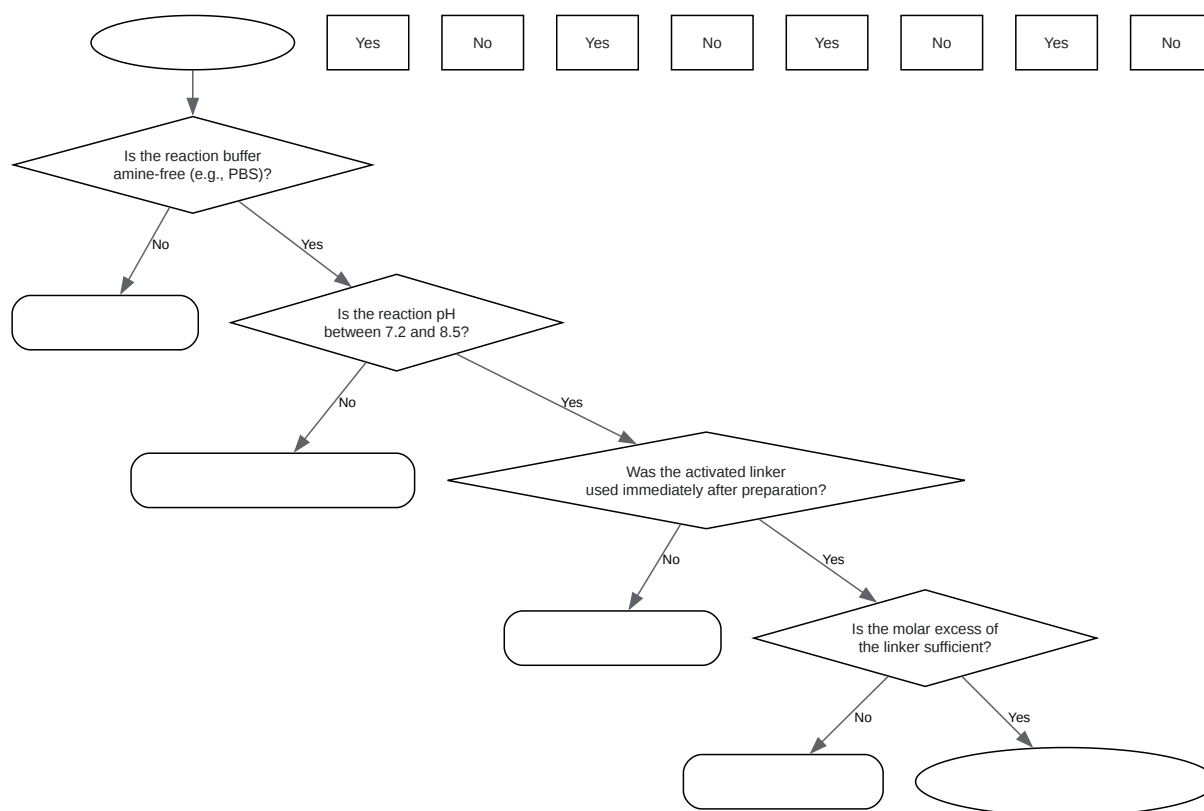 Yes
No
Yes
No
Yes
No
Yes
No
Is the reaction buffer
amine-free (e.g., PBS)?
No
Yes
Is the reaction pH
between 7.2 and 8.5?
No
Yes
Was the activated linker
used immediately after preparation?
No
Yes
Is the molar excess of
the linker sufficient?
No
Yes